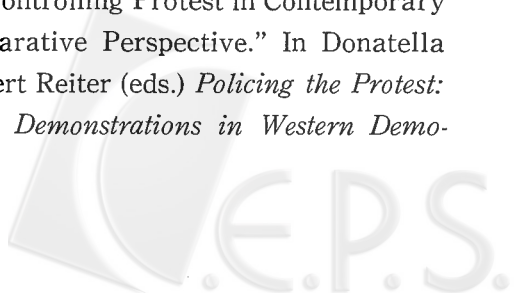 ontrolling Protest in Contemporary
arative Perspective.” In Donatella
ert Reiter (eds.) Policing the Protest:
Demonstrations in Western Demo-
C.E.P.S.